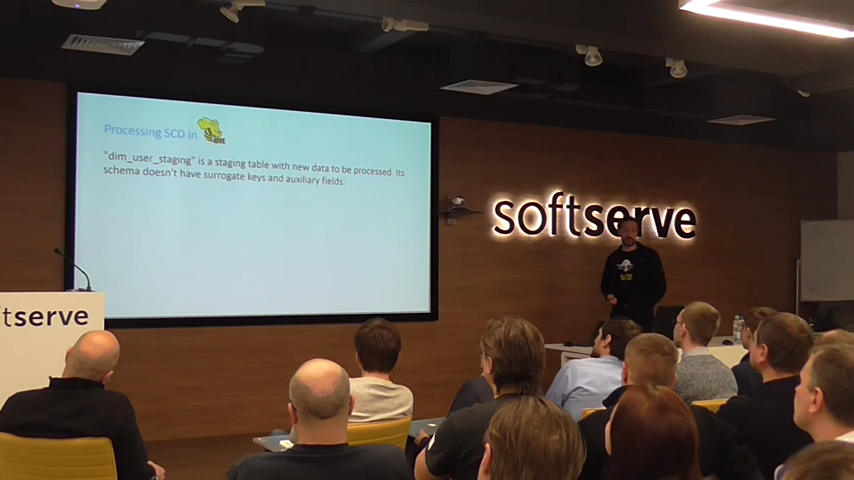 Processing SCD in HIVE
"dim_user_staging" is a staging table with new data to be processed. Its
schema doesn't have surrogate keys and auxiliary fields.
softserve
tserve